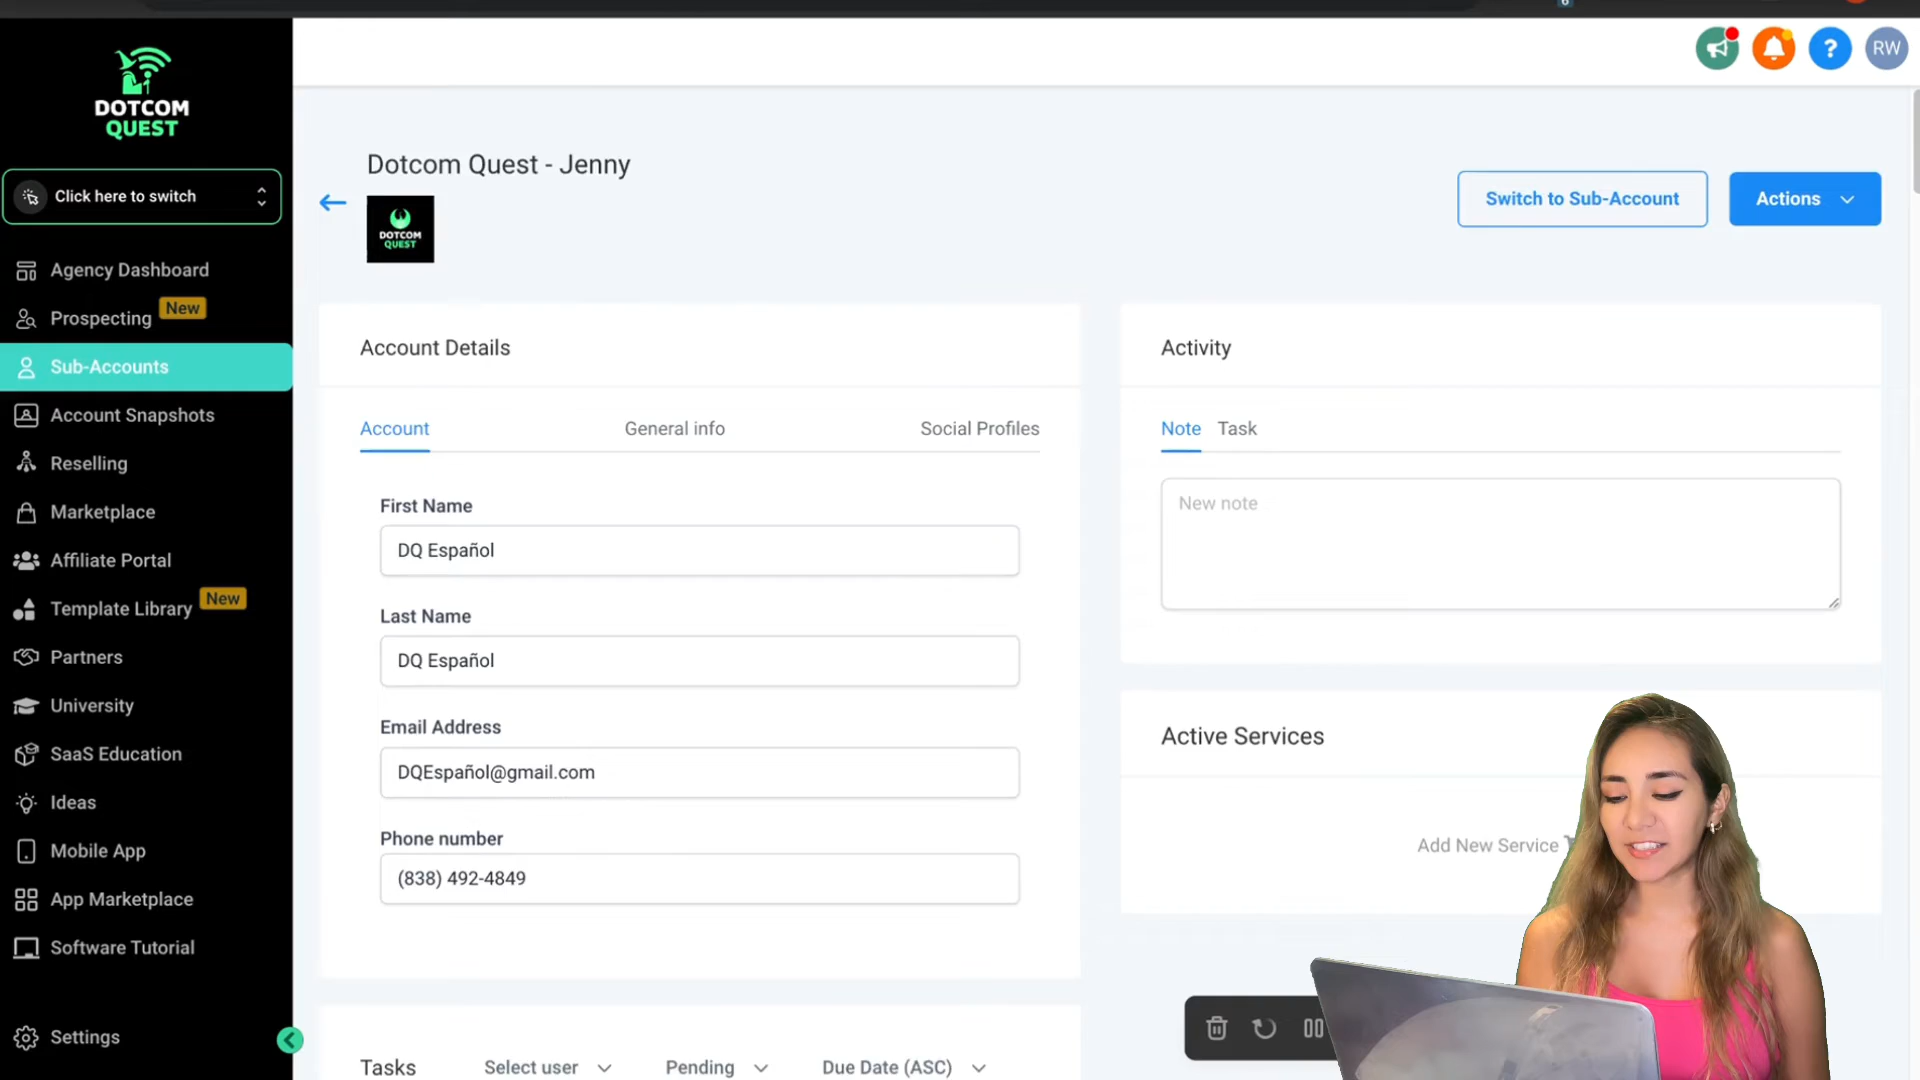 DOTCOM
QUEST
Click here to switch
Agency Dashboard
Prospecting
New
Sub-Accounts
Account Snapshots
Reselling
Marketplace
Affiliate Portal
Template Library
New
Partners
University
SaaS Education
Ideas
Mobile App
App Marketplace
Software Tutorial
Settings
6
?
RW
Dotcom Quest - Jenny
DOTCOM
QUEST
Switch to Sub-Account
Actions
Account Details
Account
General info
Social Profiles
First Name
DQ Español
Last Name
DQ Español
Email Address
DQEspañol@gmail.com
Phone number
(838) 492-4849
Tasks
Select user
Pending
Due Date (ASC)
Activity
Note
Task
New note
Active Services
Add New Service